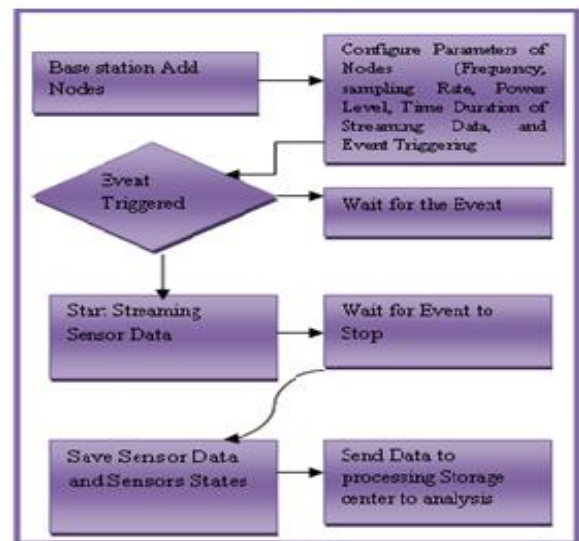 Base station Add
Nodes
Configure Parameters of
Nodes (Frequency,
sampling Rate, Power
Level, Time Duration of
Streaming Data, and
Event Triggering
Event
Triggered
Wait for the Event
Start Streaming
Sensor Data
Wait for Event to
Stop
Save Sensor Data
and Sensors States
Send Data to
processing Storage
center to analysis